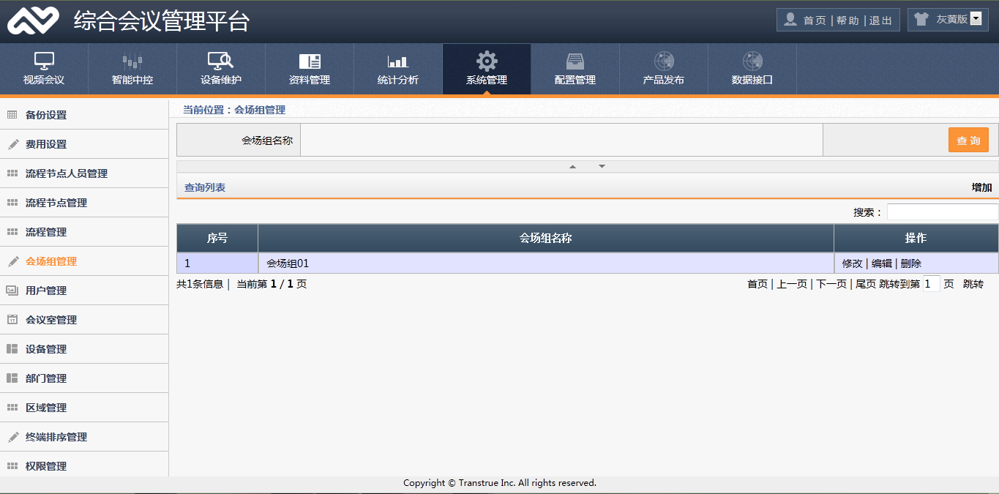 综合会议管理平台
首页 | 帮助 | 退出
灰黄版
视频会议
智能中控
设备维护
资料管理
统计分析
系统管理
配置管理
产品发布
数据接口
备份设置
费用设置
流程节点人员管理
流程节点管理
流程管理
会场组管理
用户管理
会议室管理
设备管理
部门管理
区域管理
终端排序管理
权限管理
当前位置：会场组管理
会场组名称
查 询
查询列表
增加
搜索：
序号 会场组名称 操作
1 会场组01 修改 | 编辑 | 删除
共1条信息│ 当前第 1 / 1 页
首页 | 上一页 | 下一页 | 尾页 跳转到第 1 页 跳转
Copyright © Transtrue Inc. All rights reserved.